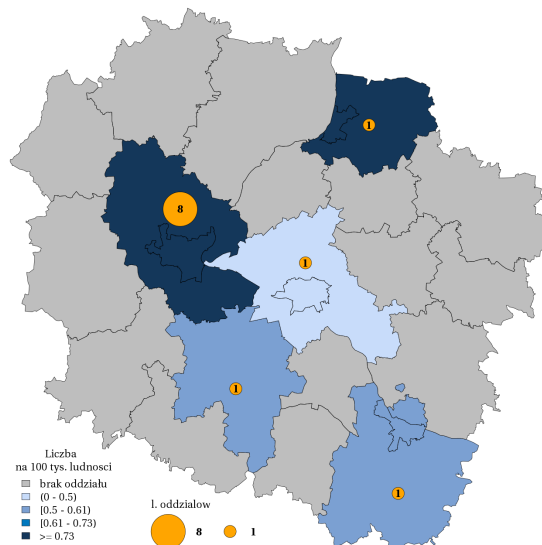 1
8
1
1
1
Liczba
na 100 tys. ludnosci
brak oddziału
(0 - 0.5)
[0.5 - 0.61)
[0.61 - 0.73)
>= 0.73
l. oddzialow
8 1